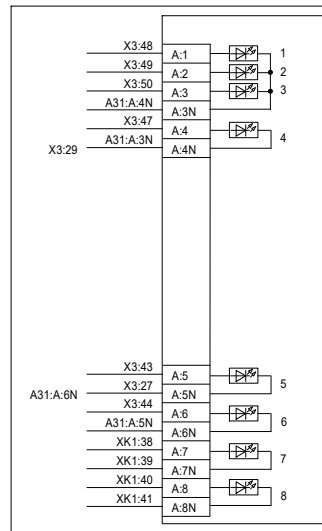 X3:48 A:1 1
X3:49 A:2 2
X3:50 A:3 3
A31:A:4N A:3N
X3:47 A:4 4
X3:29 A31:A:3N A:4N
X3:43 A:5
A31:A:6N X3:27 A:5N 5
X3:44 A:6
A31:A:5N A:6N 6
XK1:38 A:7
XK1:39 A:7N 7
XK1:40 A:8
XK1:41 A:8N 8